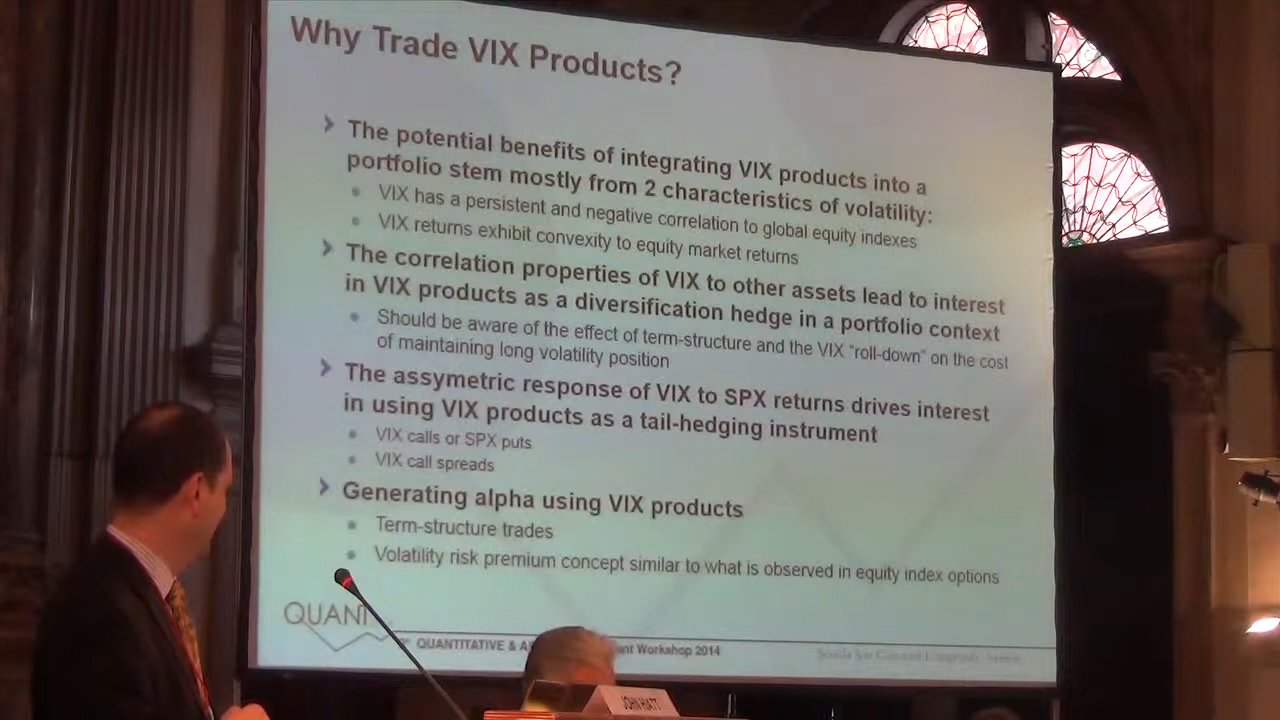 Why Trade VIX Products?
The potential benefits of integrating VIX products into a
portfolio stem mostly from 2 characteristics of volatility:
VIX has a persistent and negative correlation to global equity indexes
VIX returns exhibit convexity to equity market returns
The correlation properties of VIX to other assets lead to interest
in VIX products as a diversification hedge in a portfolio context
Should be aware of the effect of term-structure and the VIX "roll-down" on the cost
of maintaining long volatility position
The assymetric response of VIX to SPX returns drives interest
in using VIX products as a tail-hedging instrument
VIX calls or SPX puts
VIX call spreads
Generating alpha using VIX products
Term-structure trades
Volatility risk premium concept similar to what is observed in equity index options
QUANT
QUANTITATIVE & Workshop 2014
JOHN HIATT